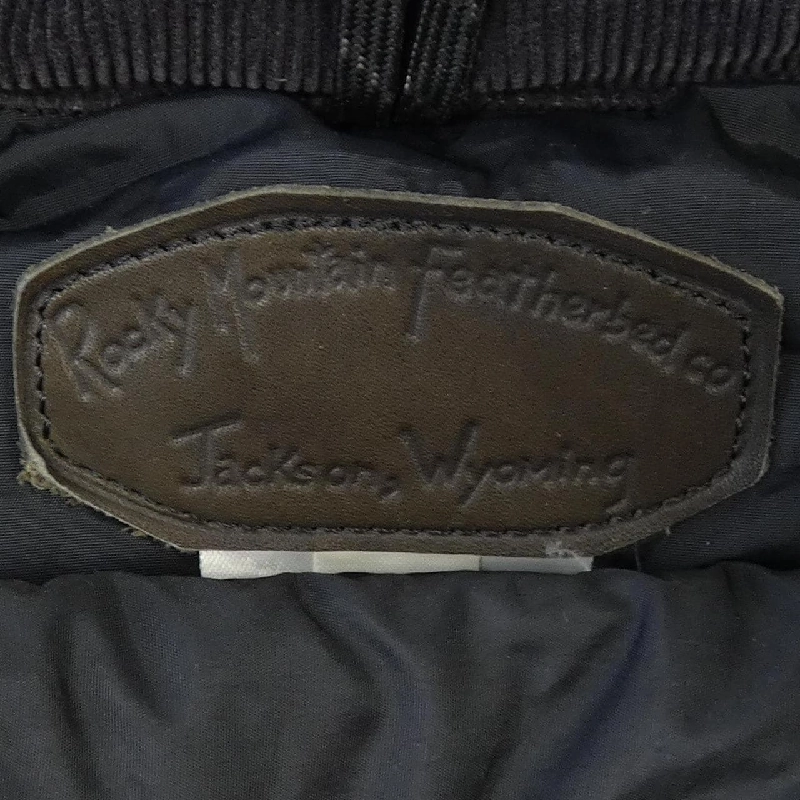 Rocky Mountain Featherbed co
Jackson, Wyoming